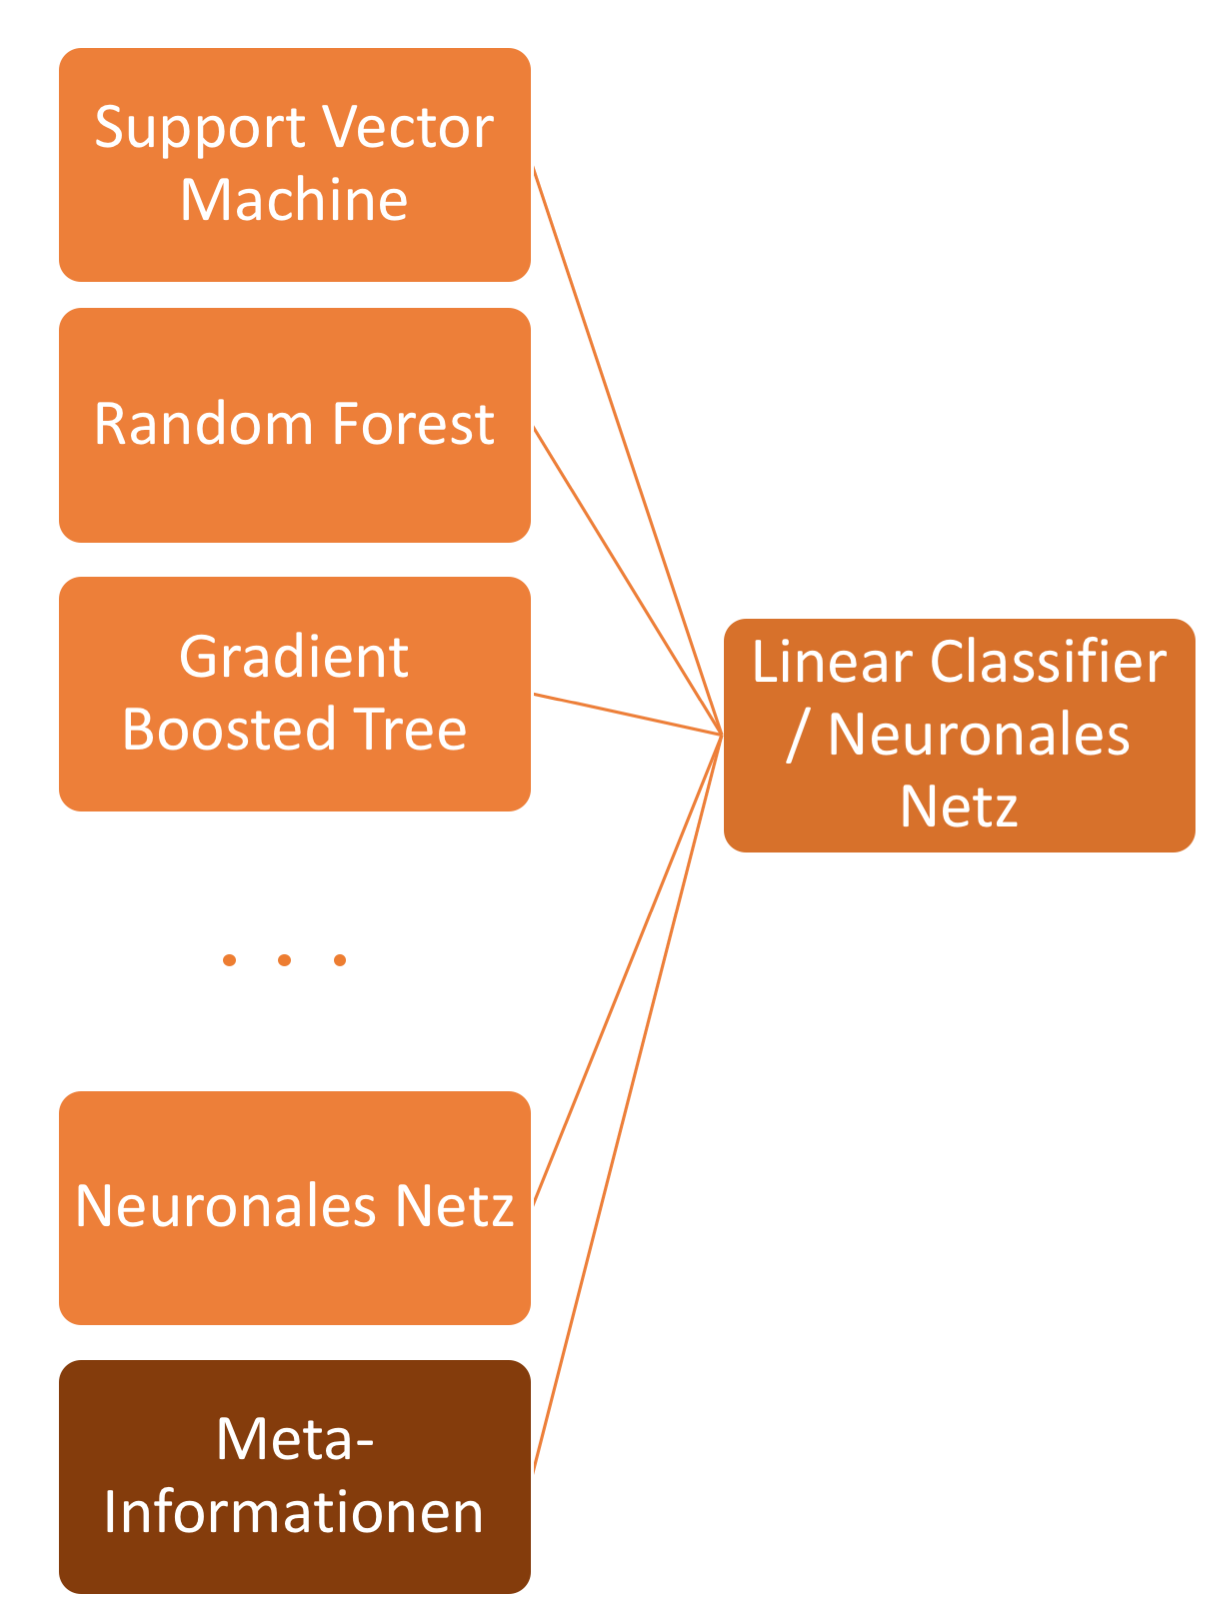 Support Vector
Machine
Random Forest
Gradient
Boosted Tree
Linear Classifier
/ Neuronales
Netz
. . .
Neuronales Netz
Meta-
Informationen